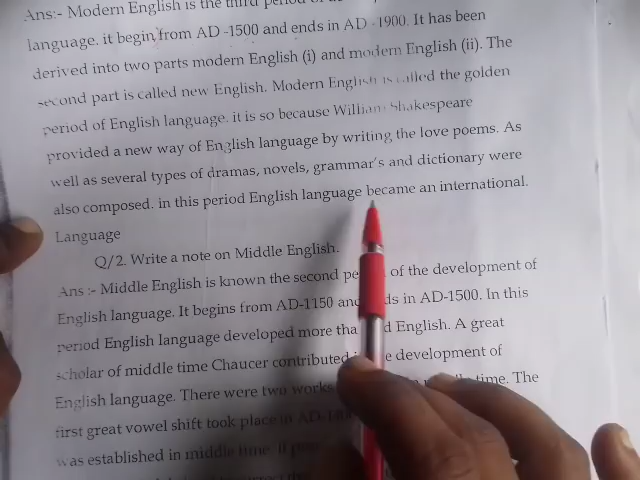 Ans:- Modern English is the third period of
language. it begin from AD -1500 and ends in AD -1900. It has been
derived into two parts modern English (i) and modern English (ii). The
second part is called new English. Modern English is called the golden
period of English language. it is so because William Shakespeare
provided a new way of English language by writing the love poems. As
well as several types of dramas, novels, grammar's and dictionary were
also composed. in this period English language became an international.
Language
Q/2. Write a note on Middle English.
Ans :- Middle English is known the second of the development of
English language. It begins from AD-1150 and in AD-1500. In this
period English language developed more English. A great
scholar of middle time Chaucer contributed development of
English language. There were two works time. The
first great vowel shift took place in AD
was established in middle time. it